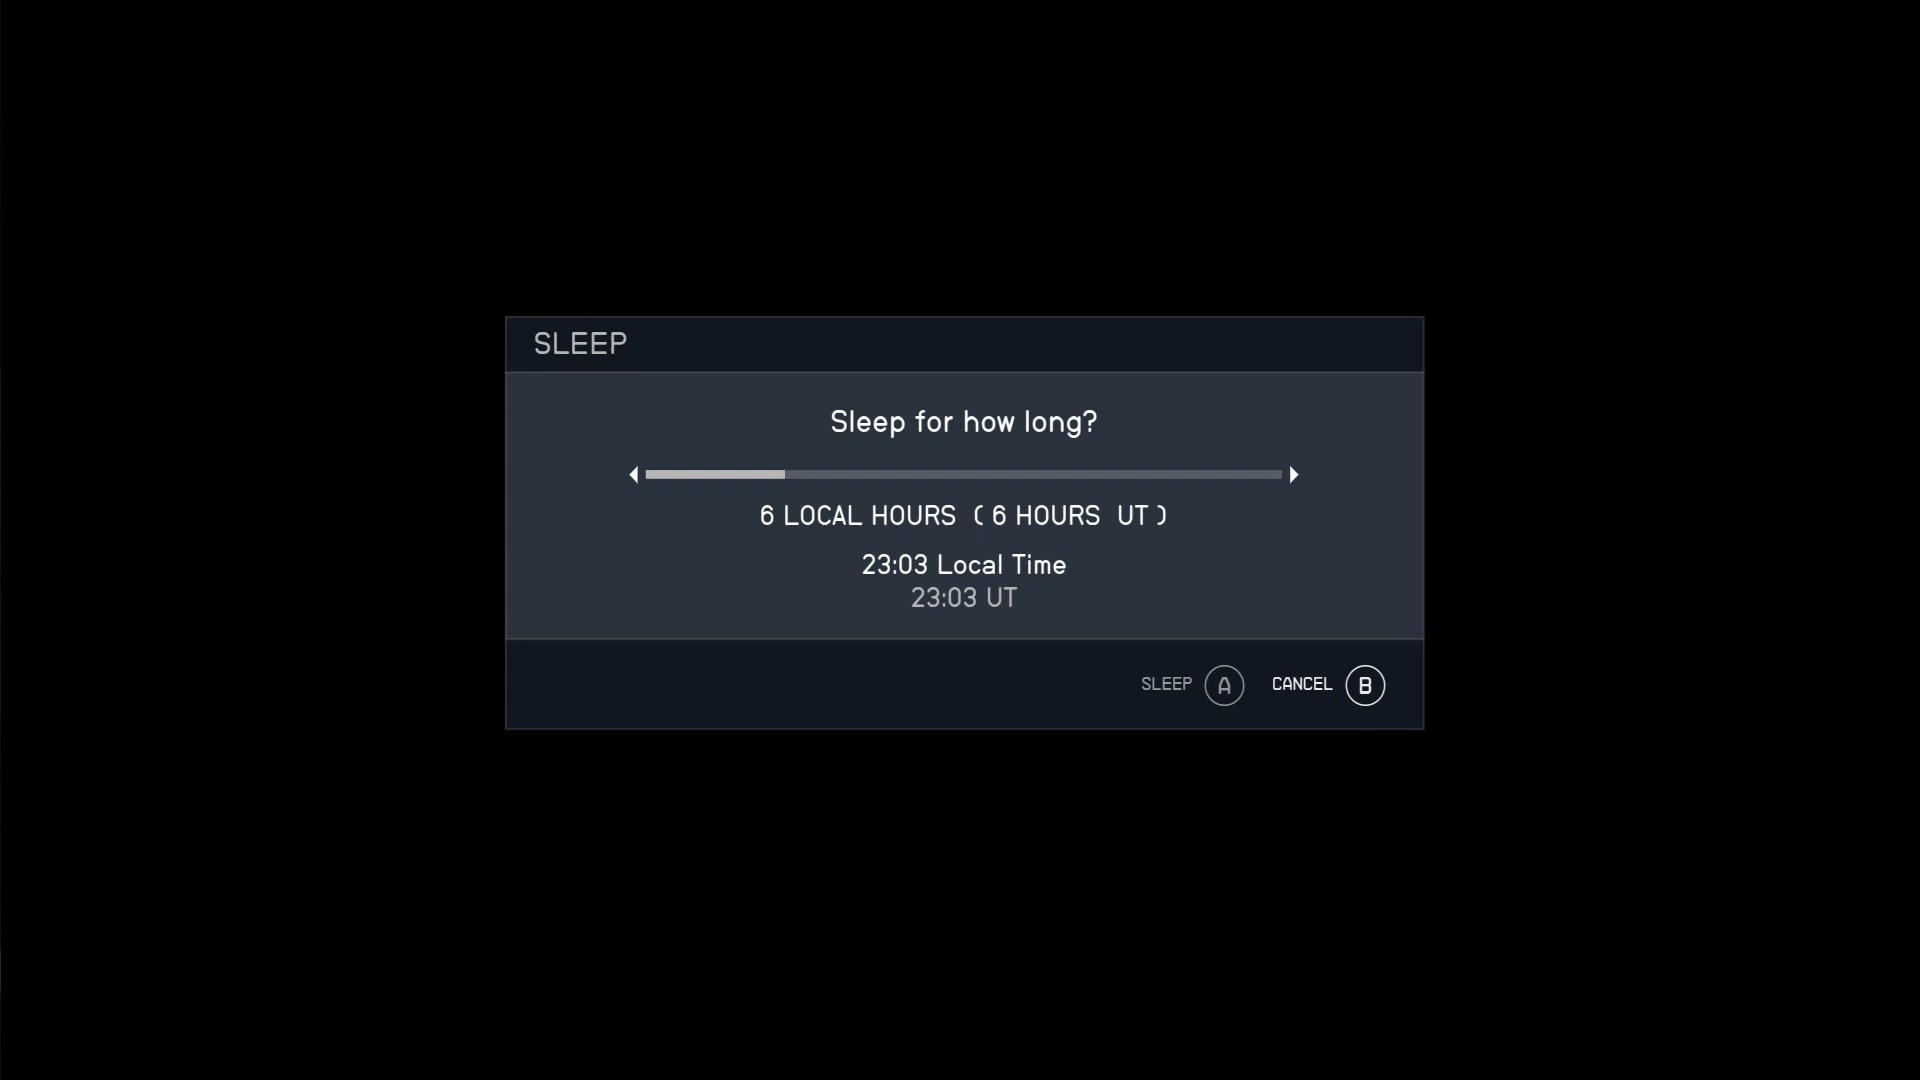 SLEEP
Sleep for how long?
6 LOCAL HOURS ( 6 HOURS UT )
23:03 Local Time
23:03 UT
SLEEP A CANCEL B